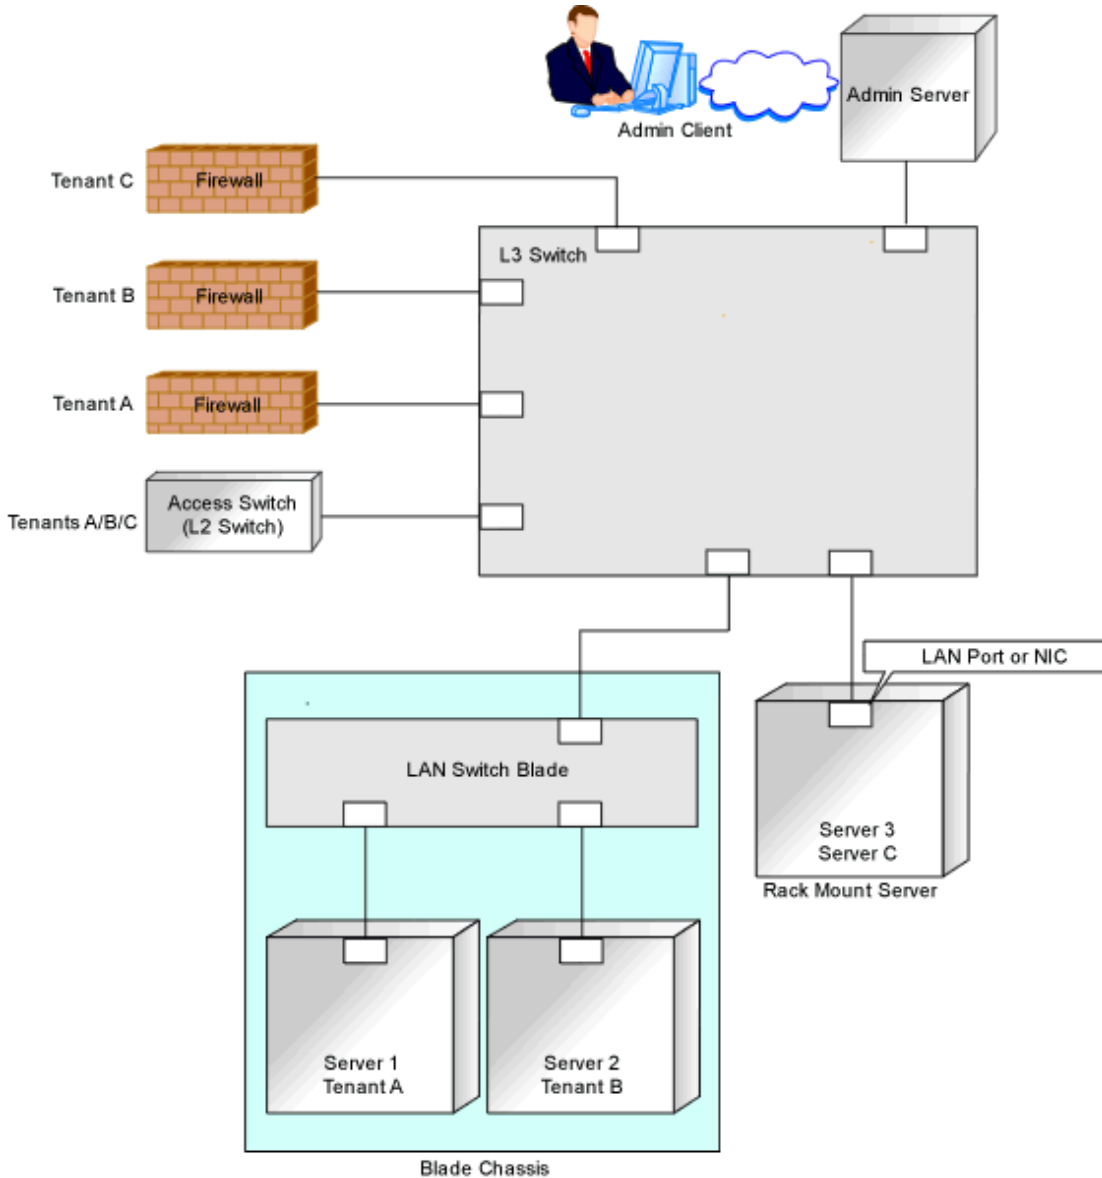 Admin Server
Admin Client
Tenant C
Firewall
L3 Switch
Tenant B
Firewall
Tenant A
Firewall
Tenants A/B/C
Access Switch
(L2 Switch)
LAN Port or NIC
LAN Switch Blade
Server 3
Server C
Rack Mount Server
Server 1
Tenant A
Server 2
Tenant B
Blade Chassis